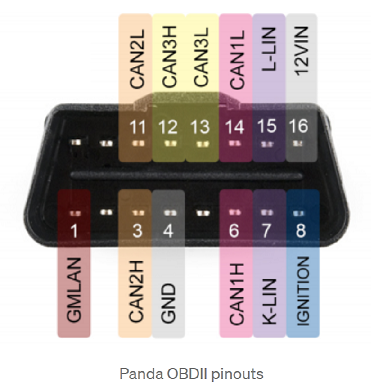 CAN2L
CAN3H
CAN3L
CAN1L
L-LIN
12VIN
11 12 13 14 15 16
1 3 4 6 7 8
GMLAN
CAN2H
GND
CAN1H
K-LIN
IGNITION
Panda OBDII pinouts